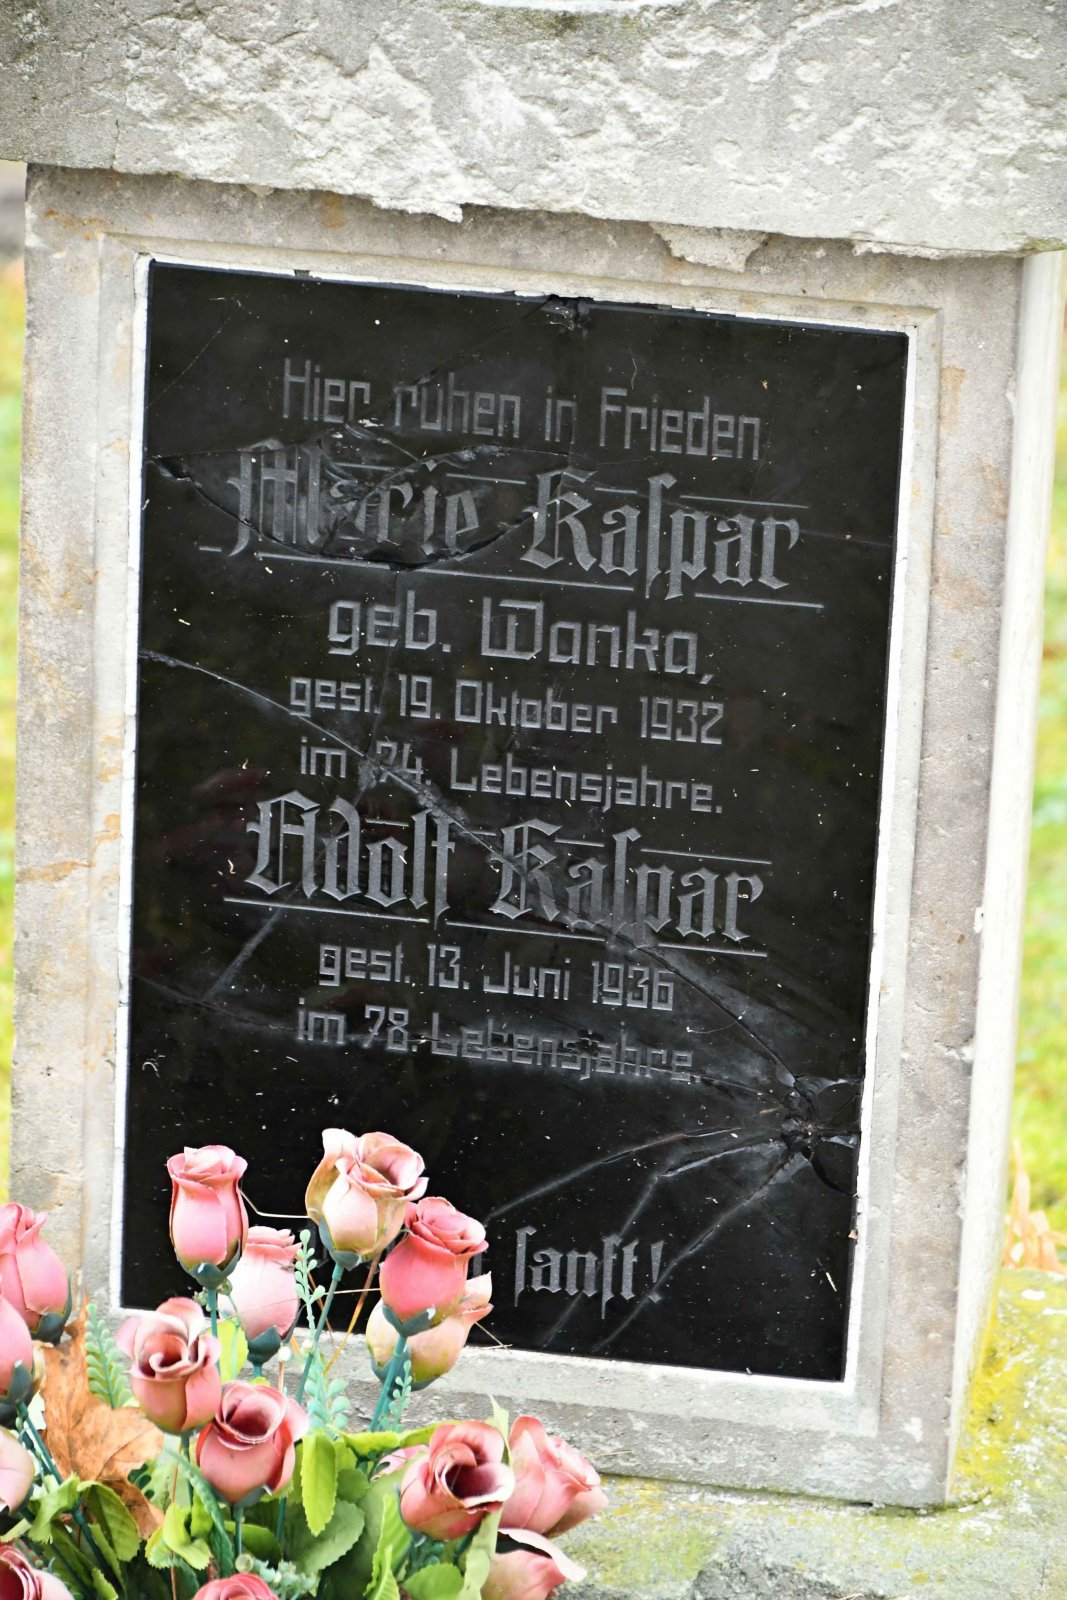 Hier ruhen in Frieden
Marie Kaspar
geb. Wanka,
gest. 19. Oktober 1932
im 74. Lebensjahre.
Adolf Kaspar
gest. 13. Juni 1936
im 78. Lebensjahre.
sanft!